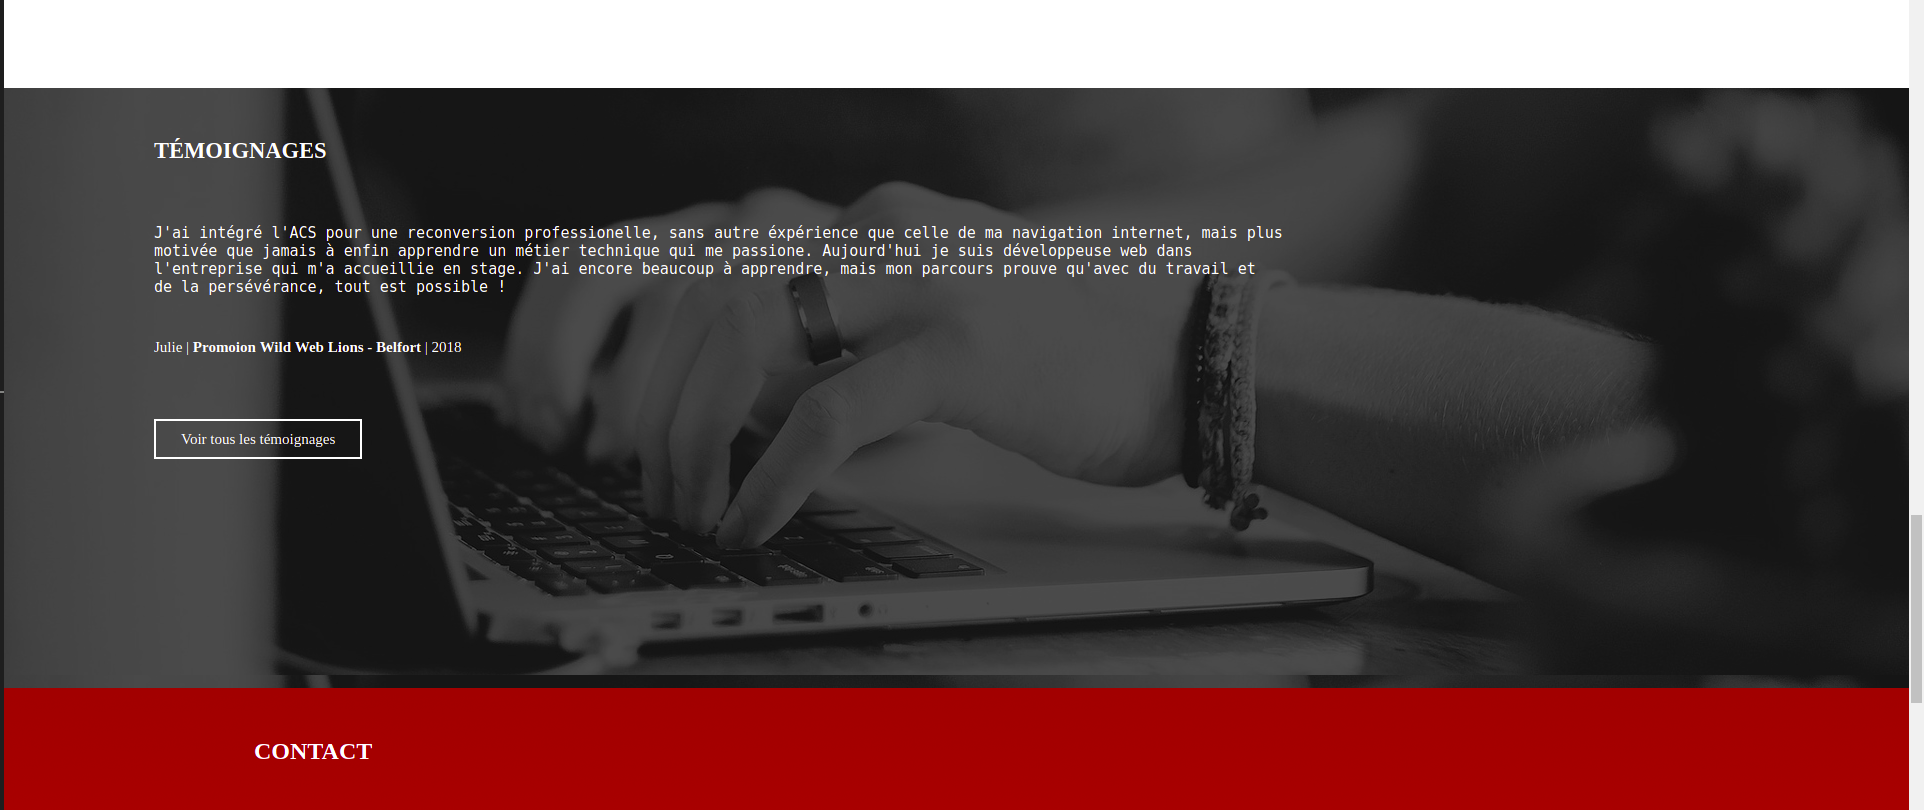 TÉMOIGNAGES
J'ai intégré l'ACS pour une reconversion professionelle, sans autre éxpérience que celle de ma navigation internet, mais plus
motivée que jamais à enfin apprendre un métier technique qui me passione. Aujourd'hui je suis développeuse web dans
l'entreprise qui m'a accueillie en stage. J'ai encore beaucoup à apprendre, mais mon parcours prouve qu'avec du travail et
de la persévérance, tout est possible !
Julie | Promoion Wild Web Lions - Belfort | 2018
Voir tous les témoignages
CONTACT